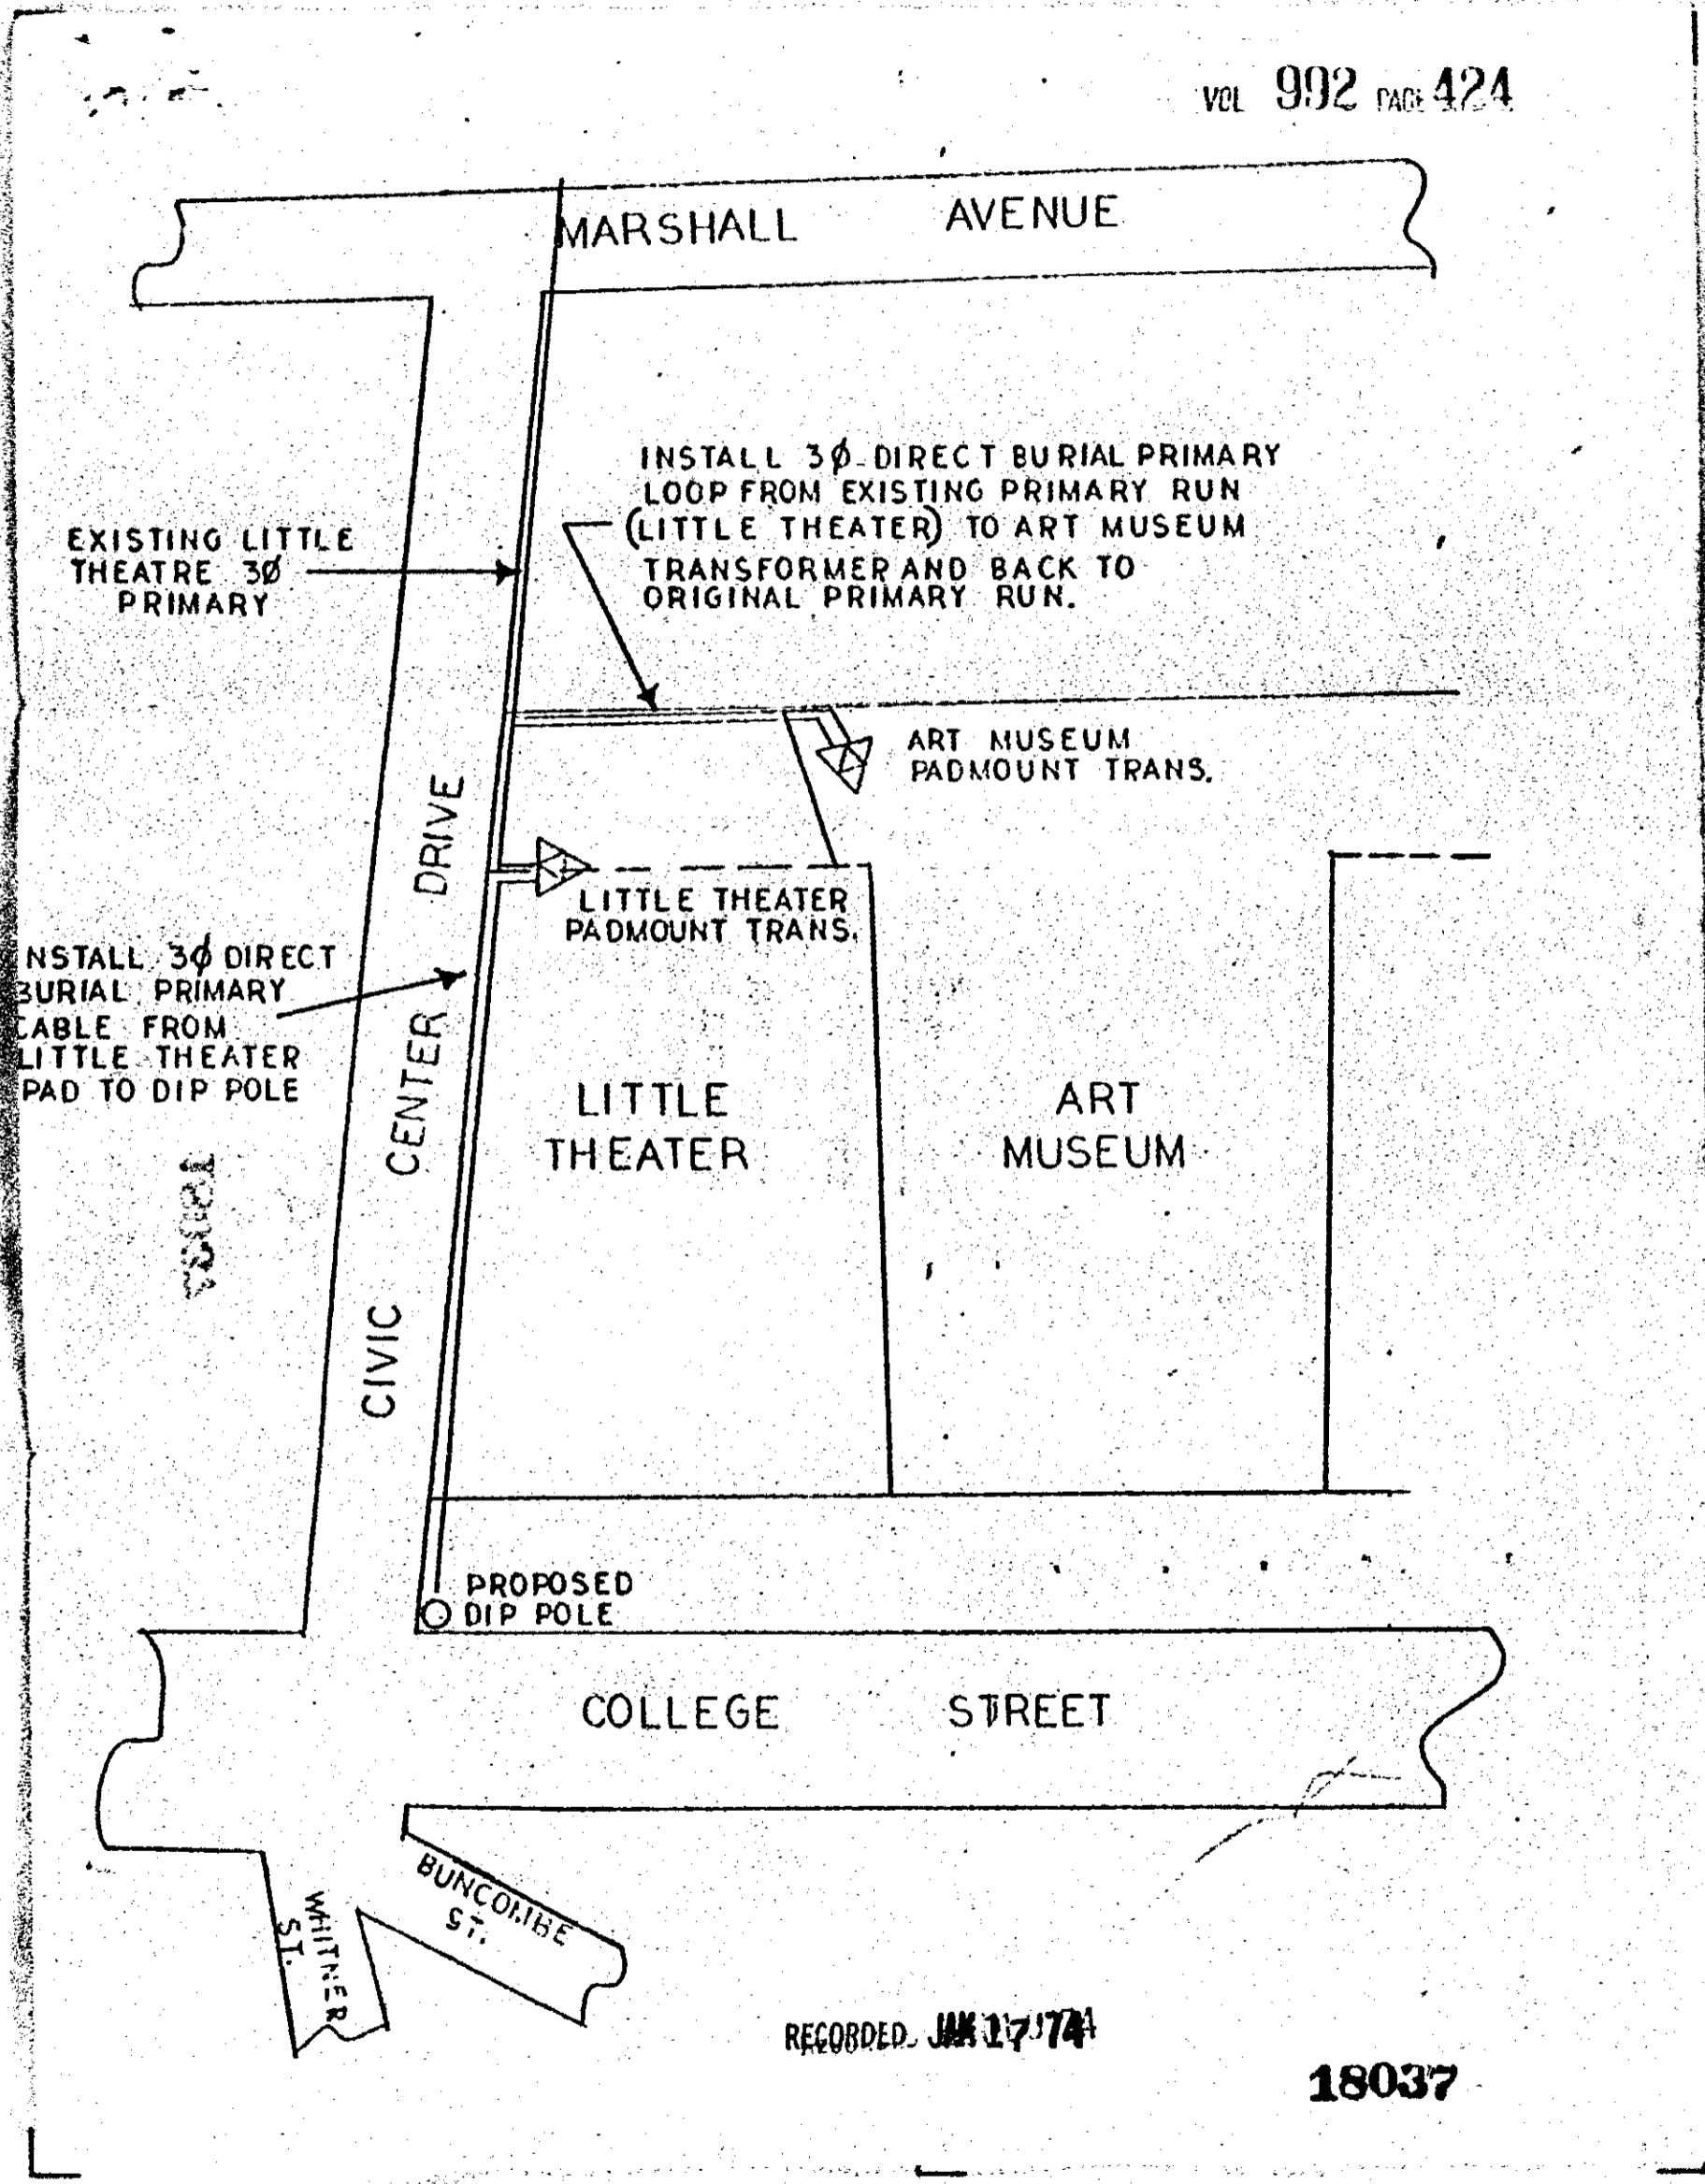 VOL 992 PAGE 424
MARSHALL AVENUE
INSTALL 3Ø DIRECT BURIAL PRIMARY
LOOP FROM EXISTING PRIMARY RUN
(LITTLE THEATER) TO ART MUSEUM
TRANSFORMER AND BACK TO
ORIGINAL PRIMARY RUN.
EXISTING LITTLE
THEATRE 3Ø
PRIMARY
ART MUSEUM
PADMOUNT TRANS.
LITTLE THEATER
PADMOUNT TRANS.
NSTALL 3Ø DIRECT
BURIAL PRIMARY
CABLE FROM
LITTLE THEATER
PAD TO DIP POLE
CIVIC CENTER DRIVE
LITTLE
THEATER
ART
MUSEUM
PROPOSED
DIP POLE
COLLEGE STREET
BUNCOMBE
ST.
WHITNER
ST.
RECORDED JAN 17 74
18037